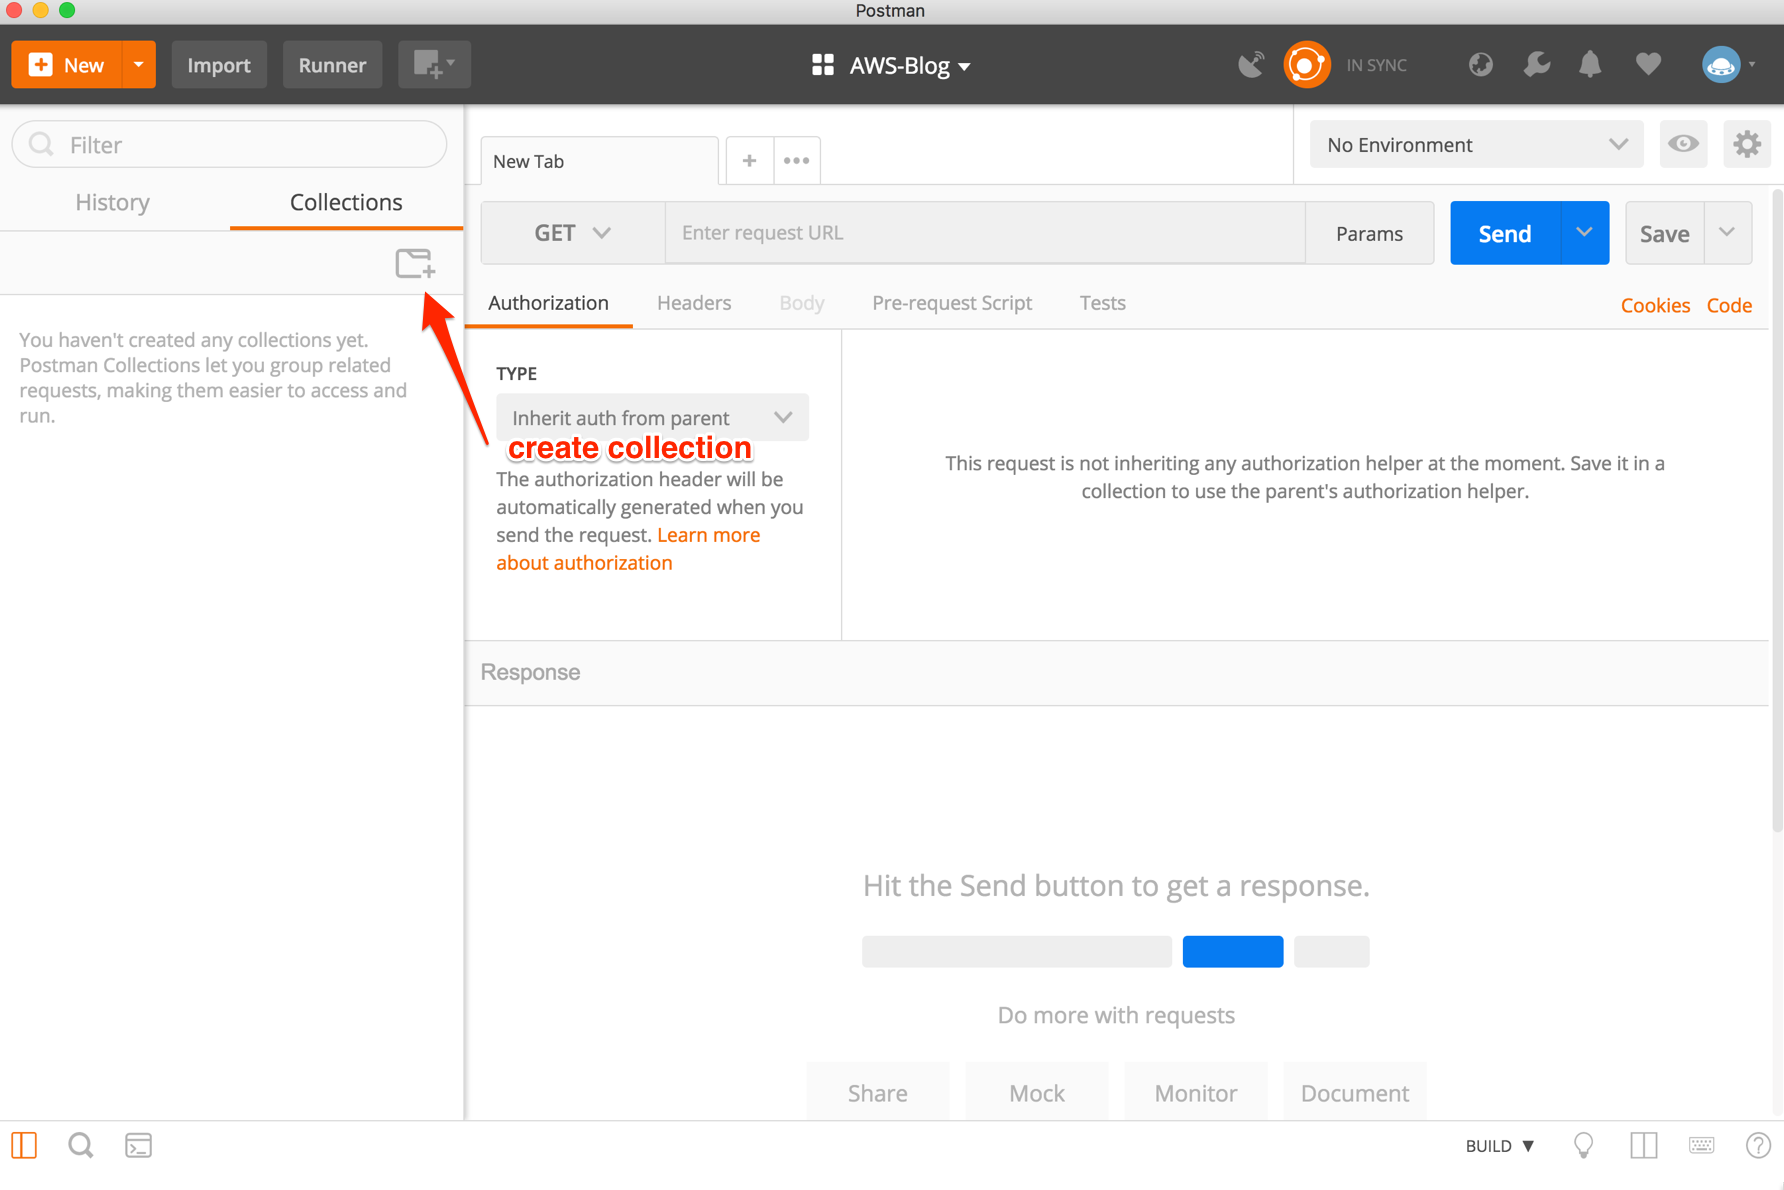 Postman
New
Import
Runner
AWS-Blog
IN SYNC
Filter
History
Collections
You haven't created any collections yet.
Postman Collections let you group related
requests, making them easier to access and
run.
New Tab
No Environment
GET
Enter request URL
Params
Send
Save
Authorization
Headers
Body
Pre-request Script
Tests
Cookies
Code
TYPE
Inherit auth from parent
create collection
The authorization header will be
automatically generated when you
send the request. Learn more
about authorization
This request is not inheriting any authorization helper at the moment. Save it in a
collection to use the parent's authorization helper.
Response
Hit the Send button to get a response.
Do more with requests
Share
Mock
Monitor
Document
BUILD